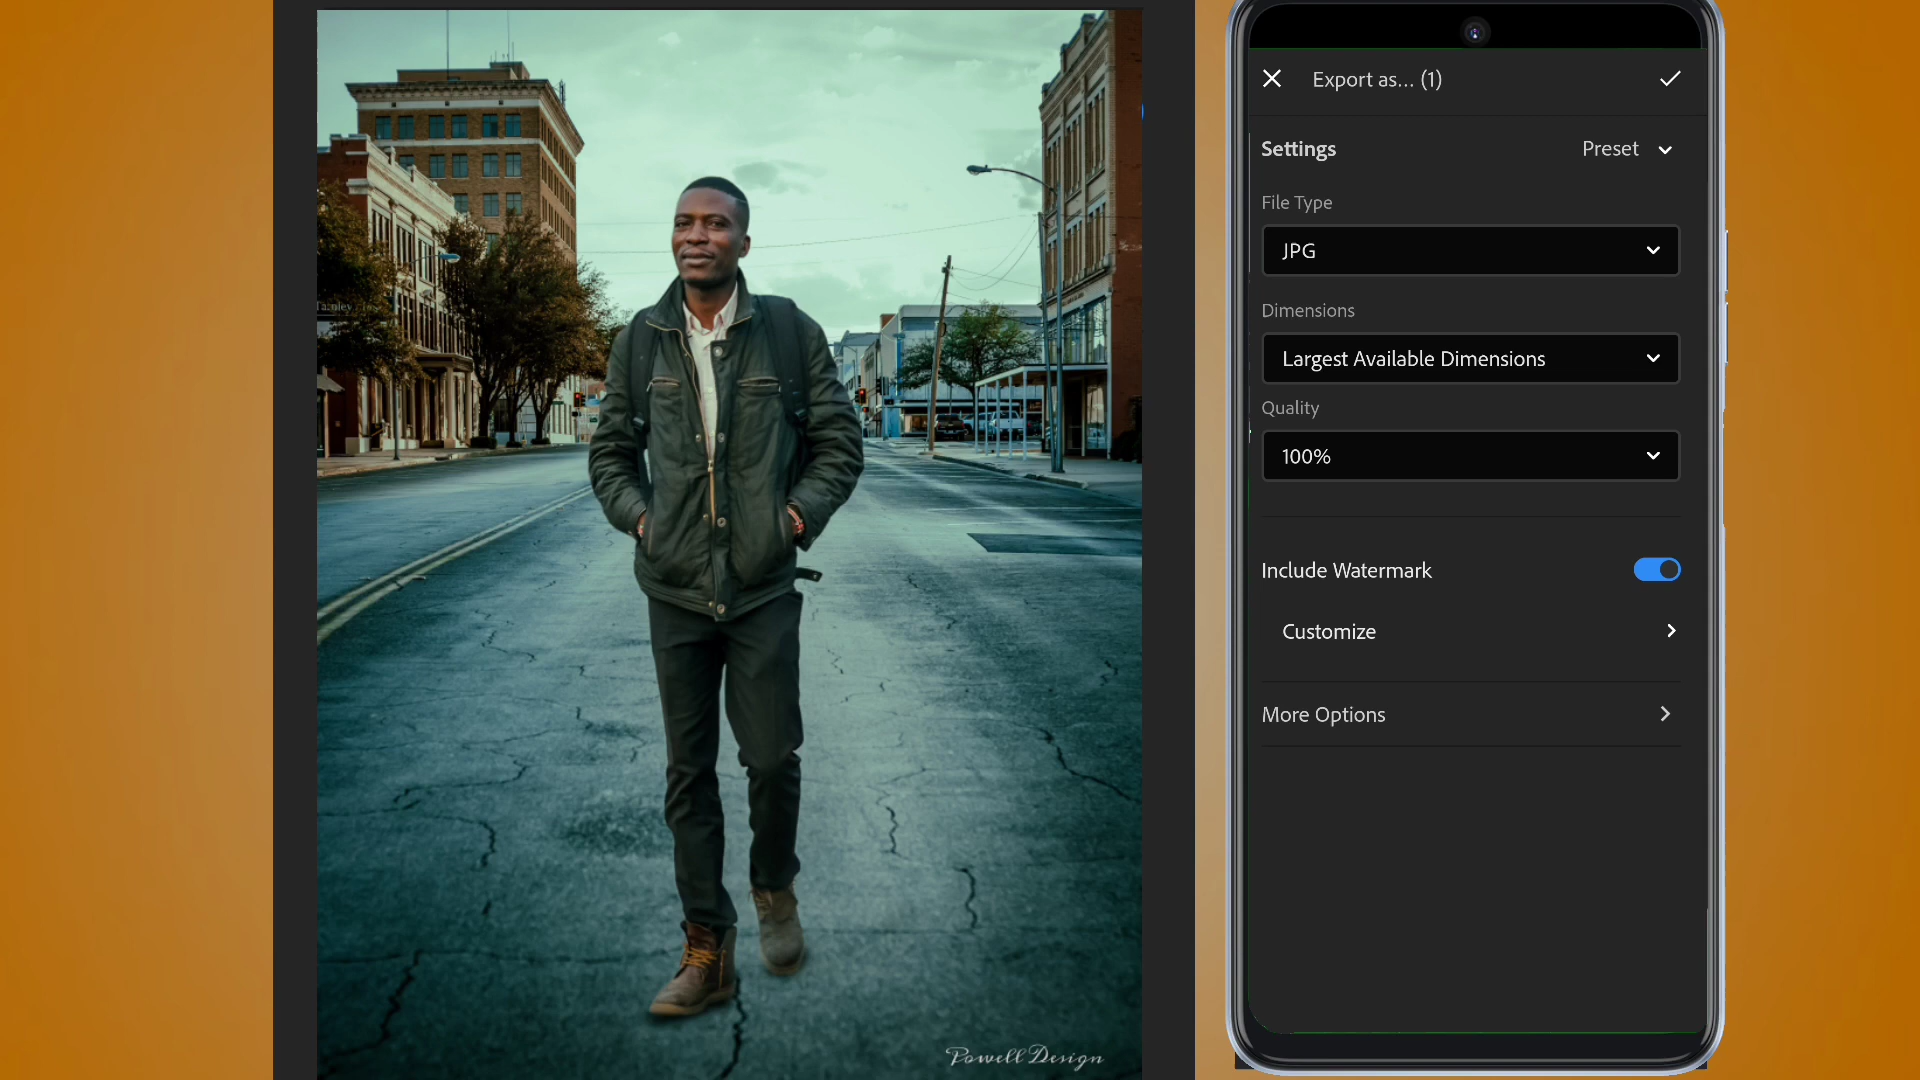 Powell Design
Export as... (1)
Settings
Preset
File Type
JPG
Dimensions
Largest Available Dimensions
Quality
100%
Include Watermark
Customize
More Options